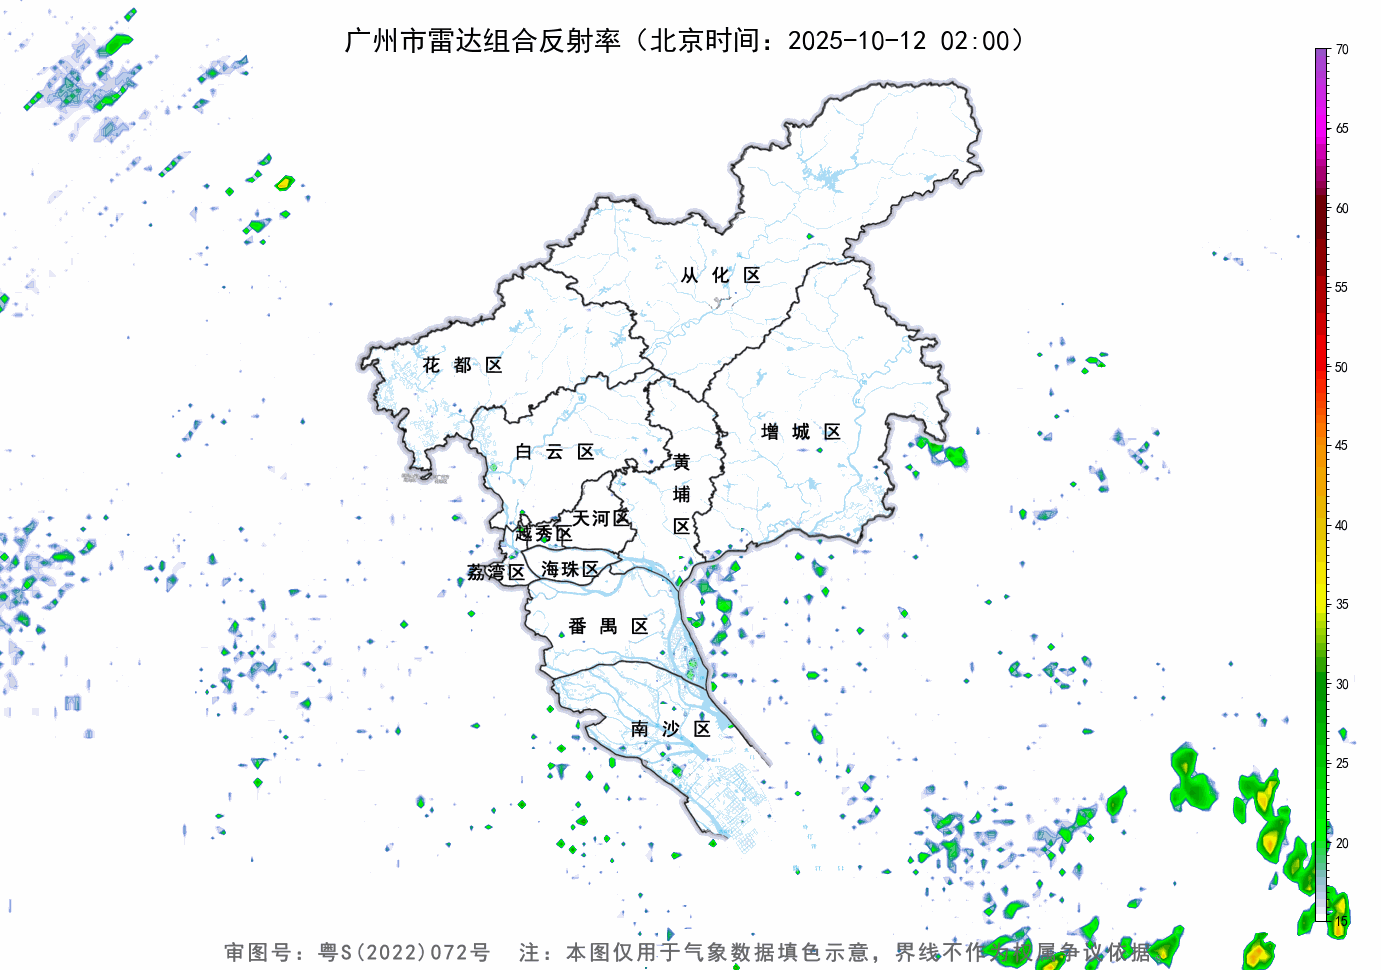 广州市雷达组合反射率（北京时间：2025-10-12 02:00）
70
65
60
55
50
45
40
35
30
25
20
15
从化区
花都区
增城区
白云区
黄埔区
天河区
越秀区
荔湾区
海珠区
番禺区
南沙区
审图号：粤S(2022)072号 注：本图仅用于气象数据填色示意，界线不作为权属争议依据